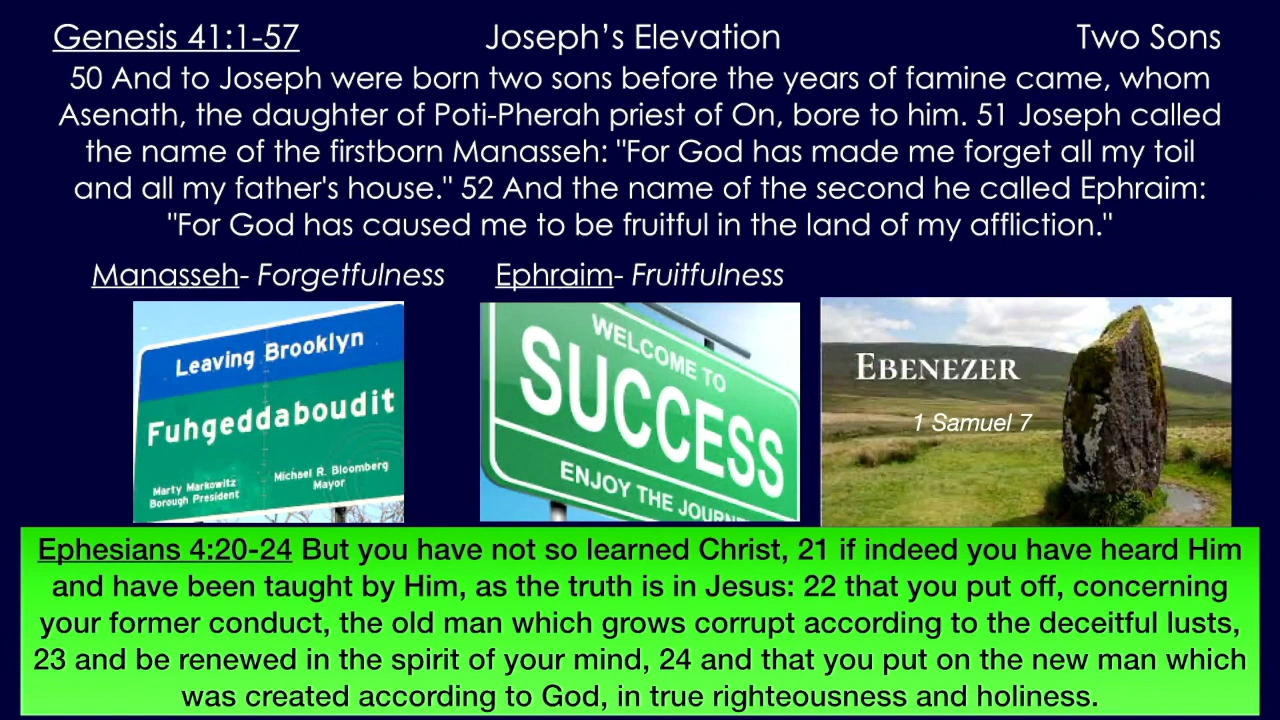 Genesis 41:1-57 Joseph’s Elevation Two Sons
50 And to Joseph were born two sons before the years of famine came, whom
Asenath, the daughter of Poti-Pherah priest of On, bore to him. 51 Joseph called
the name of the firstborn Manasseh: "For God has made me forget all my toil
and all my father's house." 52 And the name of the second he called Ephraim:
"For God has caused me to be fruitful in the land of my affliction."
Manasseh- Forgetfulness Ephraim- Fruitfulness
Leaving Brooklyn
Fuhgeddaboudit
Marty Markowitz
Borough President
Michael R. Bloomberg
Mayor
WELCOME TO
SUCCESS
ENJOY THE JOURNE
EBENEZER
1 Samuel 7
Ephesians 4:20-24 But you have not so learned Christ, 21 if indeed you have heard Him
and have been taught by Him, as the truth is in Jesus: 22 that you put off, concerning
your former conduct, the old man which grows corrupt according to the deceitful lusts,
23 and be renewed in the spirit of your mind, 24 and that you put on the new man which
was created according to God, in true righteousness and holiness.